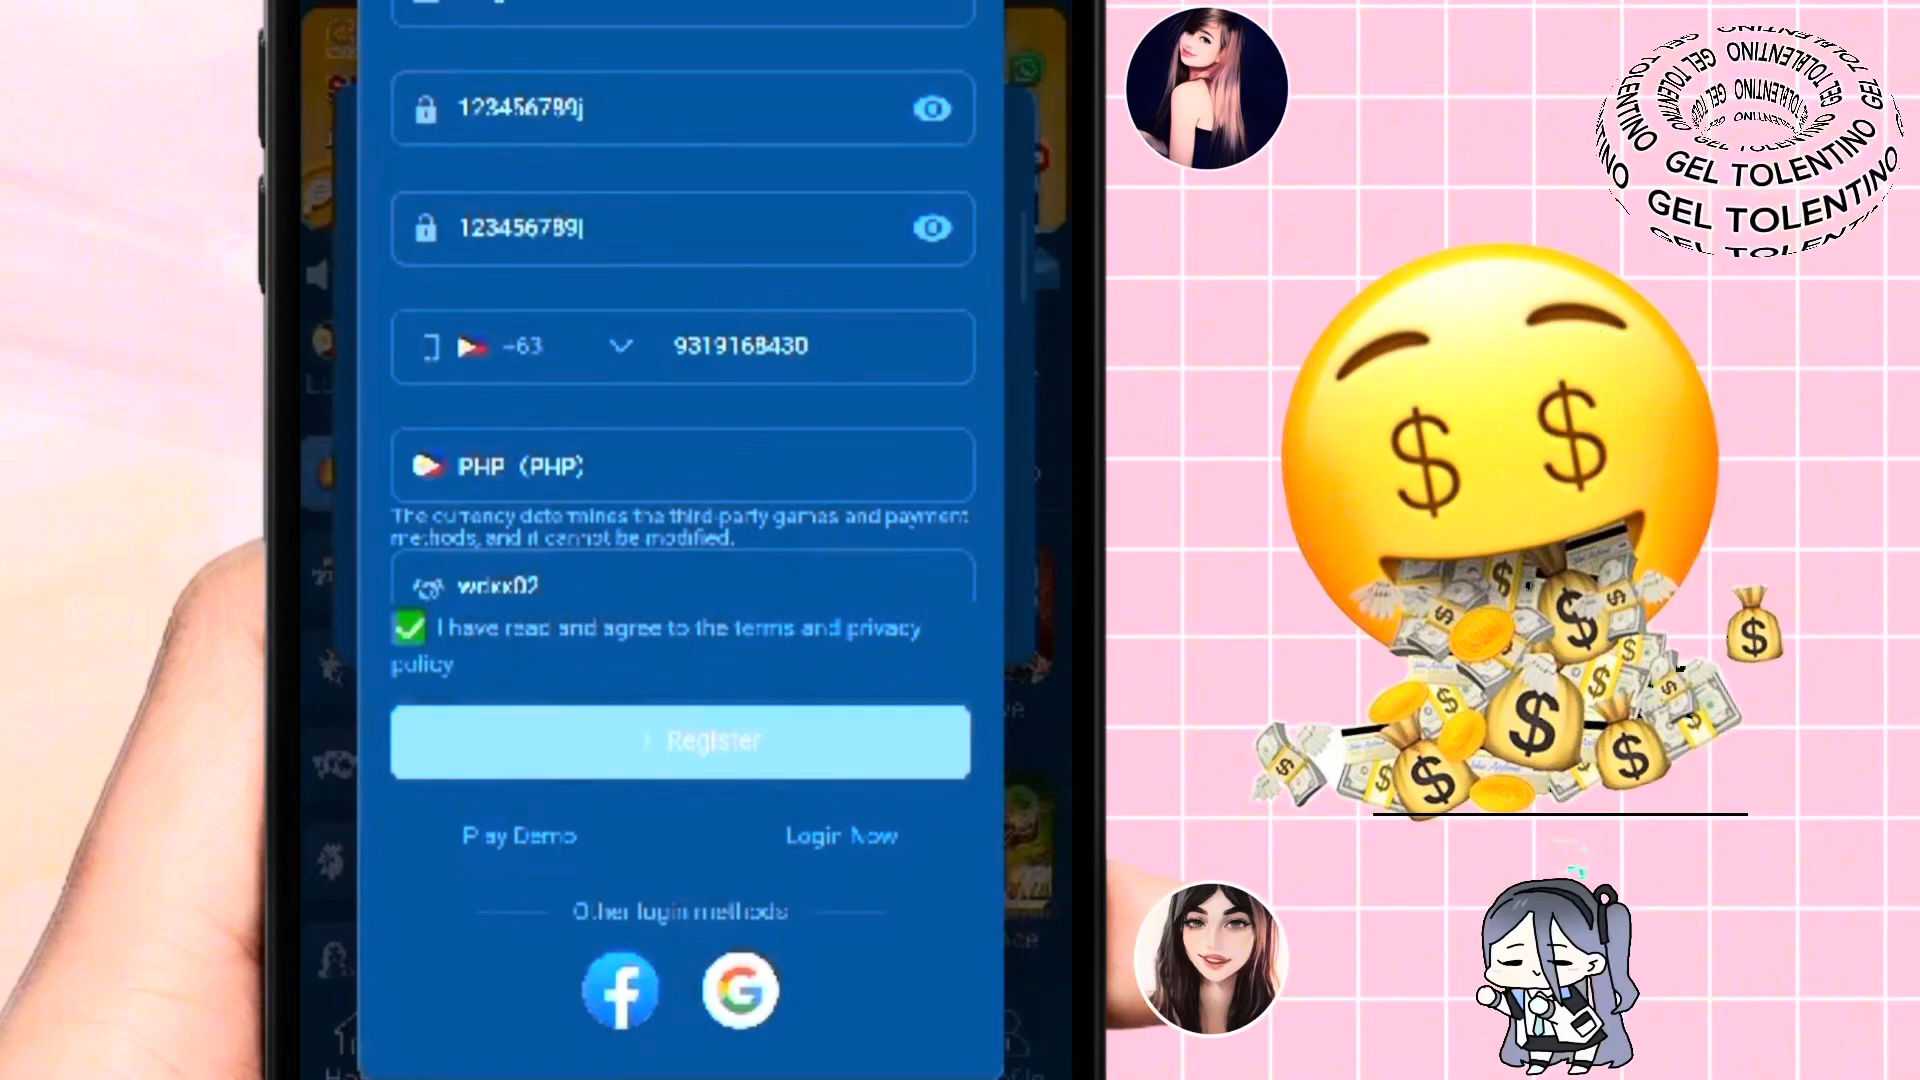 123456789j
123456789j
+63 9319168430
PHP (PHP)
The currency determines the third-party games and payment
methods, and it cannot be modified.
I have read and agree to the terms and privacy
policy
Register
Play Demo Login Now
Other login methods
GEL TOLENTINO
GEL TOLENTINO